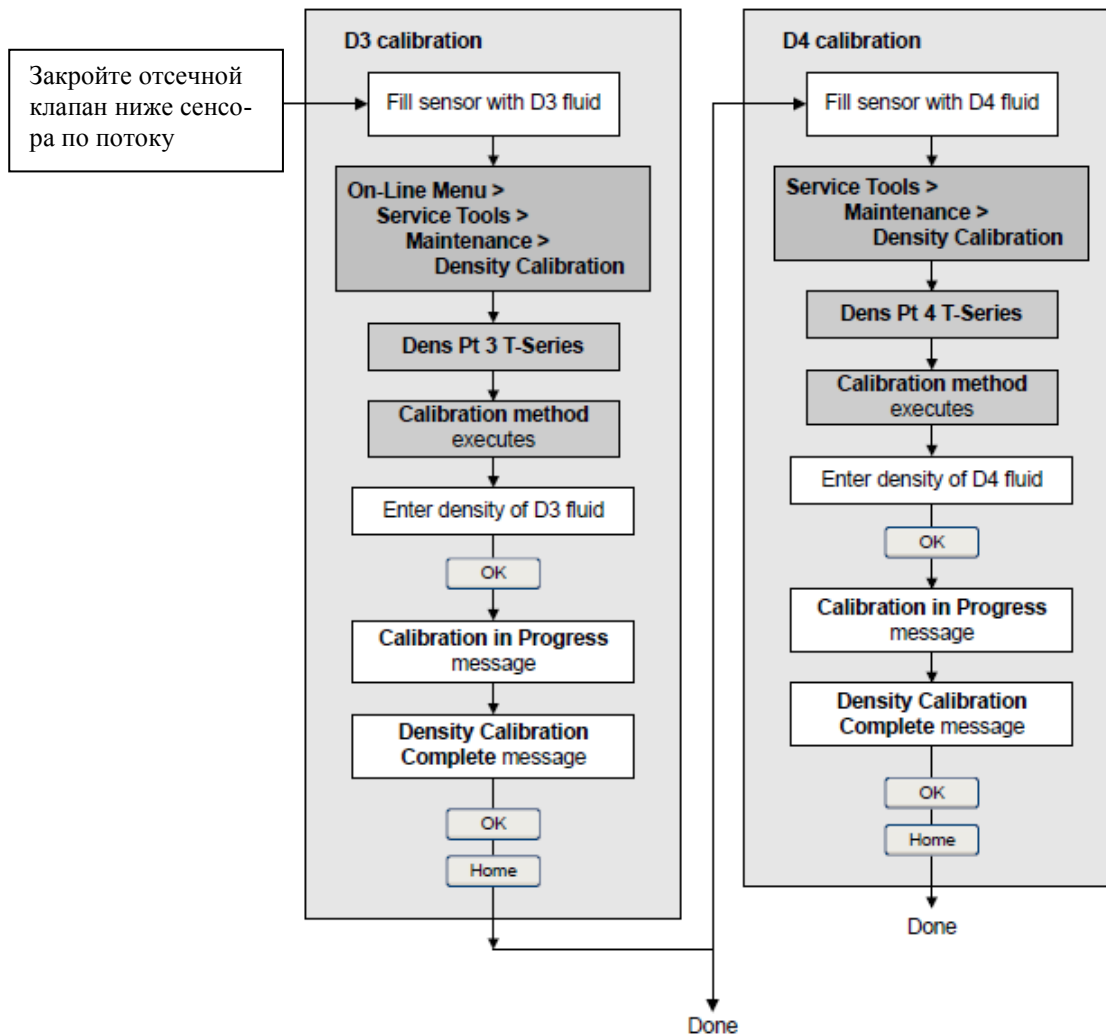 Закройте отсечной
клапан ниже сенсо-
ра по потоку
D3 calibration
Fill sensor with D3 fluid
On-Line Menu >
Service Tools >
Maintenance >
Density Calibration
Dens Pt 3 T-Series
Calibration method
executes
Enter density of D3 fluid
OK
Calibration in Progress
message
Density Calibration
Complete message
OK
Home
Done
D4 calibration
Fill sensor with D4 fluid
Service Tools >
Maintenance >
Density Calibration
Dens Pt 4 T-Series
Calibration method
executes
Enter density of D4 fluid
OK
Calibration in Progress
message
Density Calibration
Complete message
OK
Home
Done